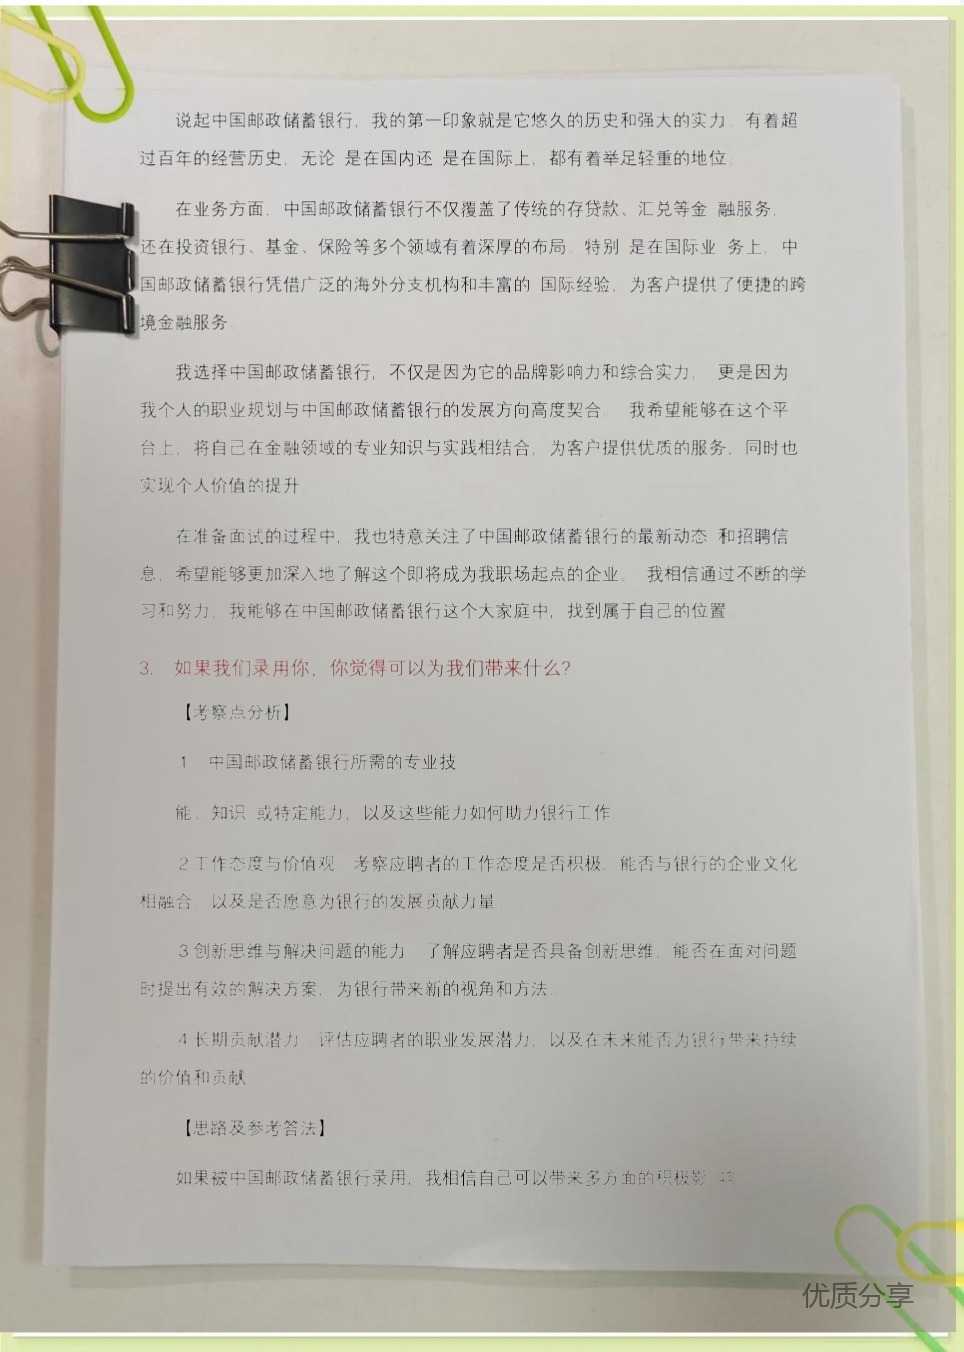 说起中国邮政储蓄银行，我的第一印象就是它悠久的历史和强大的实力。有着超
过百年的经营历史，无论 是在国内还 是在国际上，都有着举足轻重的地位。
在业务方面，中国邮政储蓄银行不仅覆盖了传统的存贷款、汇兑等金 融服务，
还在投资银行、基金、保险等多个领域有着深厚的布局。特别 是在国际业 务上，中
国邮政储蓄银行凭借广泛的海外分支机构和丰富的 国际经验，为客户提供了便捷的跨
境金融服务。
我选择中国邮政储蓄银行，不仅是因为它的品牌影响力和综合实力， 更是因为
我个人的职业规划与中国邮政储蓄银行的发展方向高度契合。 我希望能够在这个平
台上，将自己在金融领域的专业知识与实践相结合，为客户提供优质的服务，同时也
实现个人价值的提升。
在准备面试的过程中，我也特意关注了中国邮政储蓄银行的最新动态 和招聘信
息，希望能够更加深入地了解这个即将成为我职场起点的企业。 我相信通过不断的学
习和努力，我能够在中国邮政储蓄银行这个大家庭中，找到属于自己的位置。
3. 如果我们录用你，你觉得可以为我们带来什么？
【考察点分析】
1 中国邮政储蓄银行所需的专业技
能、知识 或特定能力，以及这些能力如何助力银行工作
2 工作态度与价值观 考察应聘者的工作态度是否积极，能否与银行的企业文化
相融合，以及是否愿意为银行的发展贡献力量。
3 创新思维与解决问题的能力 了解应聘者是否具备创新思维，能否在面对问题
时提出有效的解决方案，为银行带来新的视角和方法。
4 长期贡献潜力 评估应聘者的职业发展潜力，以及在未来能否为银行带来持续
的价值和贡献
【思路及参考答法】
如果被中国邮政储蓄银行录用，我相信自己可以带来多方面的积极影 响
优质分享